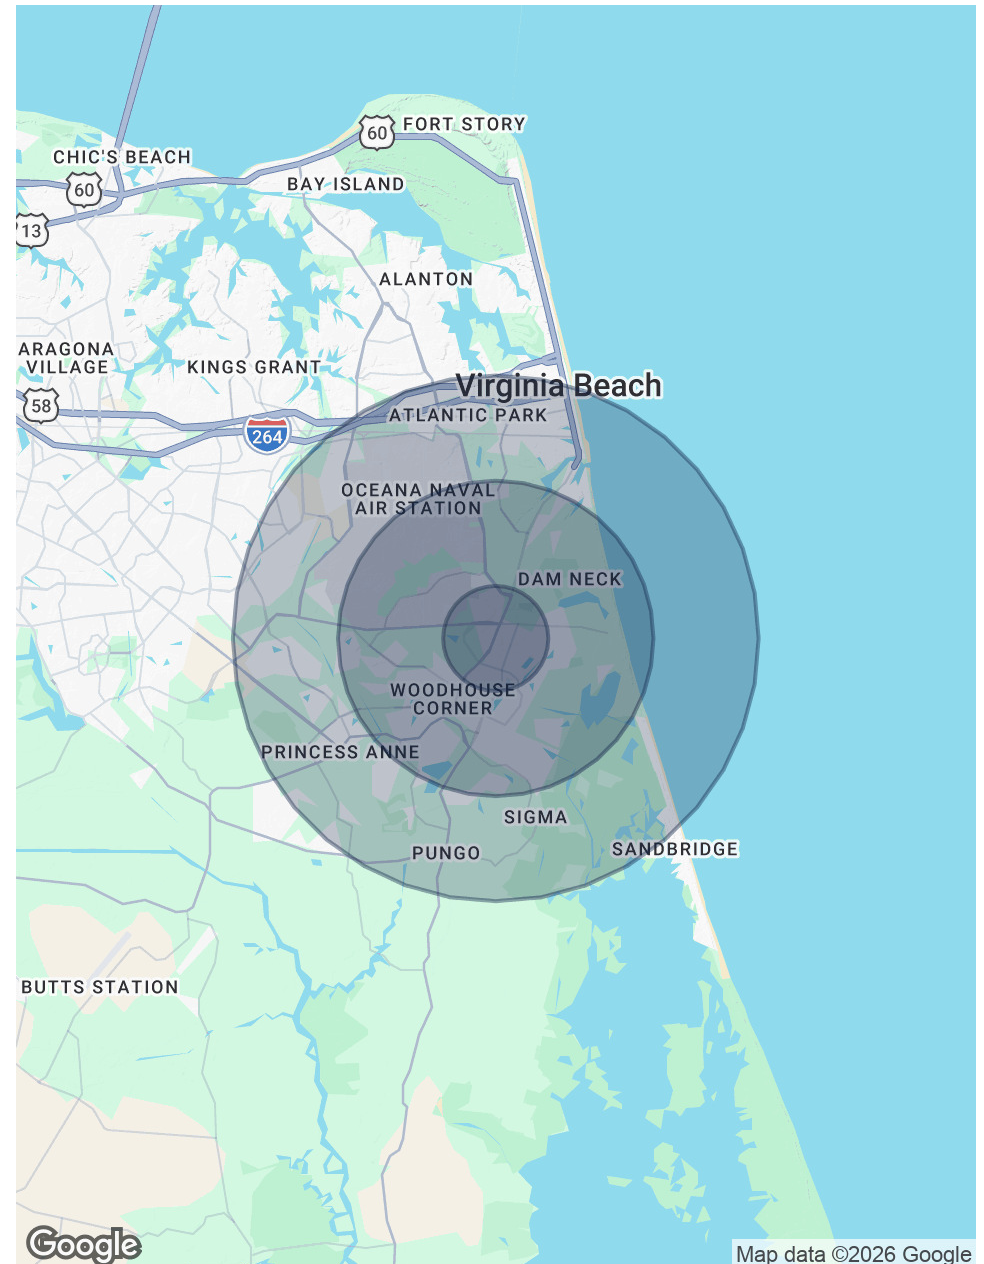 60
FORT STORY
CHIC'S BEACH
60
BAY ISLAND
13
ALANTON
ARAGONA
VILLAGE
KINGS GRANT
Virginia Beach
58
ATLANTIC PARK
264
OCEANA NAVAL
AIR STATION
DAM NECK
WOODHOUSE
CORNER
PRINCESS ANNE
SIGMA
PUNGO
SANDBRIDGE
BUTTS STATION
Google
Map data ©2026 Google